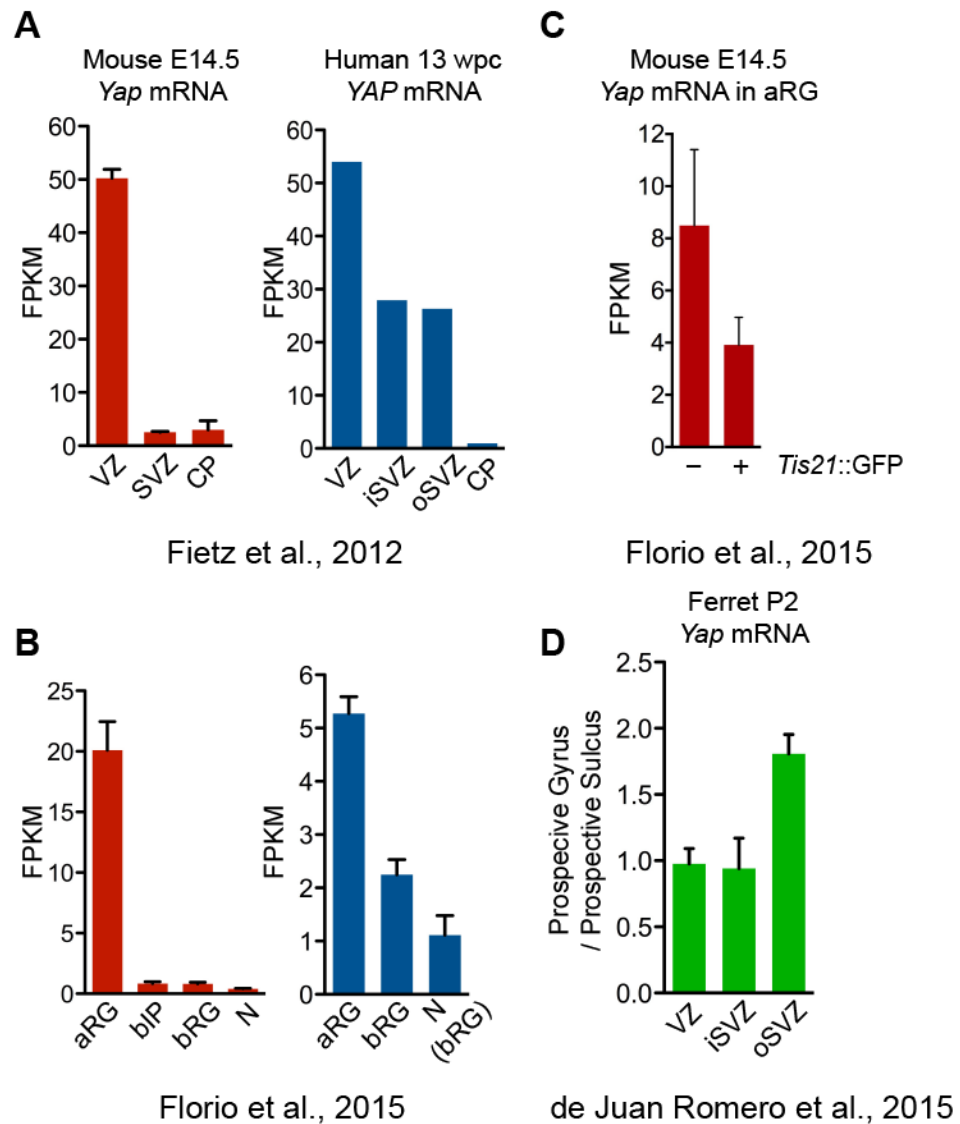 A
Mouse E14.5
Yap mRNA
FPKM
60
50
40
30
20
10
0
VZ
SVZ
CP
Human 13 wpc
YAP mRNA
FPKM
60
50
40
30
20
10
0
VZ
iSVZ
oSVZ
CP
Fietz et al., 2012
C
Mouse E14.5
Yap mRNA in aRG
FPKM
12
10
8
6
4
2
0
− + Tis21::GFP
Florio et al., 2015
B
FPKM
25
20
15
10
5
0
aRG
bIP
bRG
N
FPKM
6
5
4
3
2
1
0
aRG
bRG
N
(bRG)
Florio et al., 2015
D
Ferret P2
Yap mRNA
Prospecive Gyrus
/ Prospective Sulcus
2.5
2.0
1.5
1.0
0.5
0.0
VZ
iSVZ
oSVZ
de Juan Romero et al., 2015